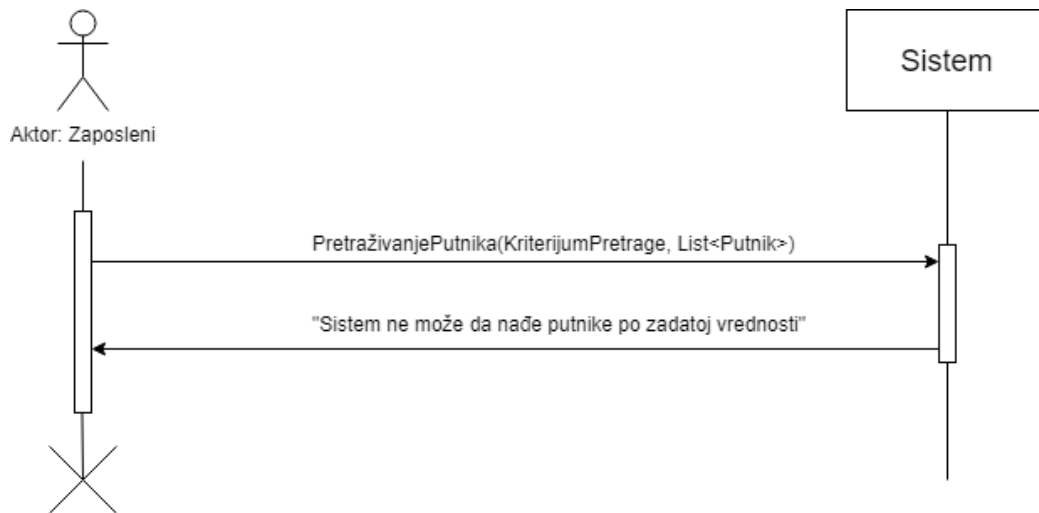 Sistem
Aktor: Zaposleni
PretraživanjePutnika(KriterijumPretrage, List<Putnik>)
"Sistem ne može da nađe putnike po zadatoj vrednosti"